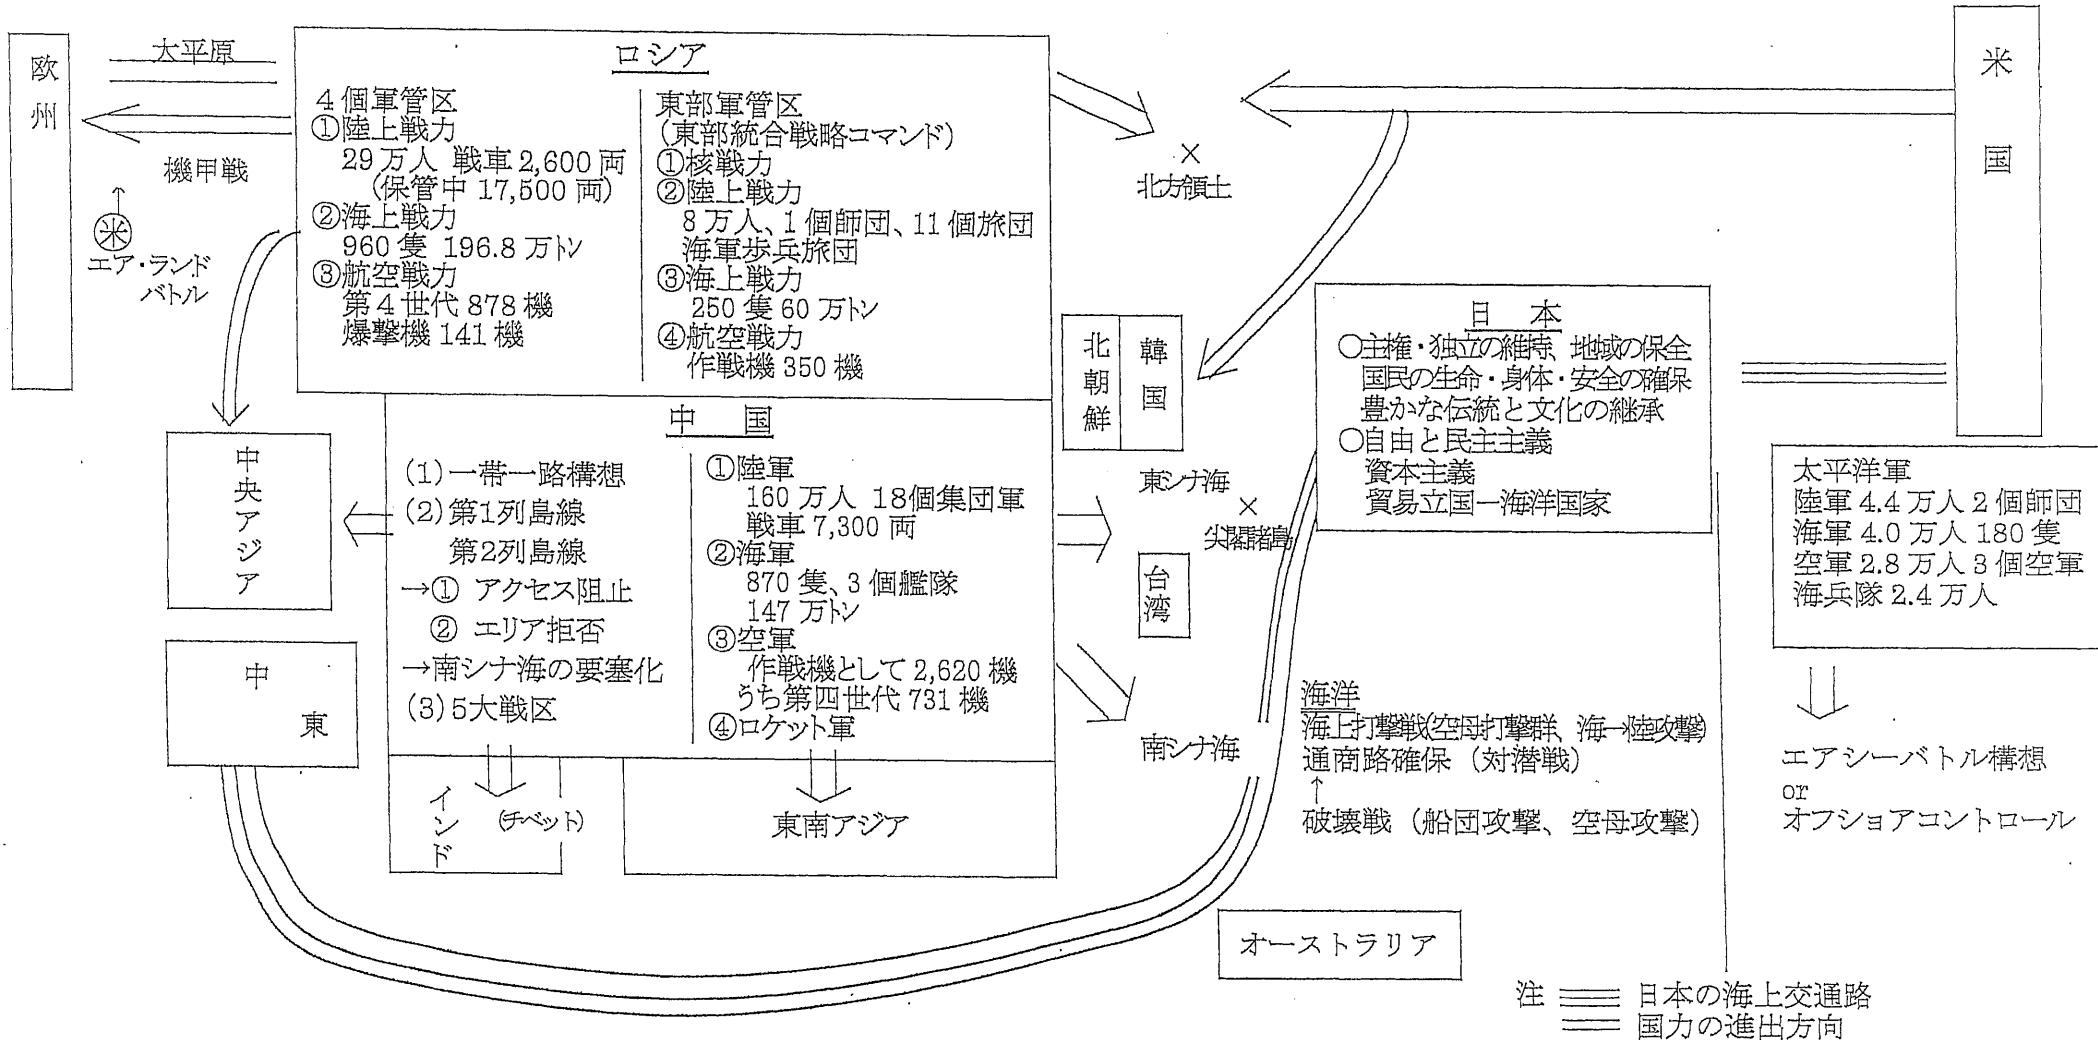 欧州
大平原
機甲戦
米
エア・ランド
バトル
ロシア
4個軍管区
①陸上戦力
29万人 戦車2,600両
(保管中17,500両)
②海上戦力
960隻 196.8万トン
③航空戦力
第4世代878機
爆撃機141機
東部軍管区
(東部統合戦略コマンド)
①核戦力
②陸上戦力
8万人、1個師団、11個旅団
海軍歩兵旅団
③海上戦力
250隻60万トン
④航空戦力
作戦機350機
×
北方領土
米国
北朝鮮
韓国
日本
○主権・独立の維持、地域の保全
国民の生命・身体・安全の確保
豊かな伝統と文化の継承
○自由と民主主義
資本主義
貿易立国―海洋国家
中央アジア
中東
中国
(1)一帯一路構想
(2)第1列島線
第2列島線
→① アクセス阻止
② エリア拒否
→南シナ海の要塞化
(3)5大戦区
①陸軍
160万人 18個集団軍
戦車7,300両
②海軍
870隻、3個艦隊
147万トン
③空軍
作戦機として2,620機
うち第四世代731機
④ロケット軍
東シナ海
×
尖閣諸島
台湾
南シナ海
太平洋軍
陸軍4.4万人2個師団
海軍4.0万人180隻
空軍2.8万人3個空軍
海兵隊2.4万人
エアシーバトル構想
or
オフショアコントロール
海洋
海上打撃戦(空母打撃群、海→陸攻撃)
通商路確保(対潜戦)
↑
破壊戦(船団攻撃、空母攻撃)
インド
(チベット)
東南アジア
オーストラリア
注 日本の海上交通路
国力の進出方向